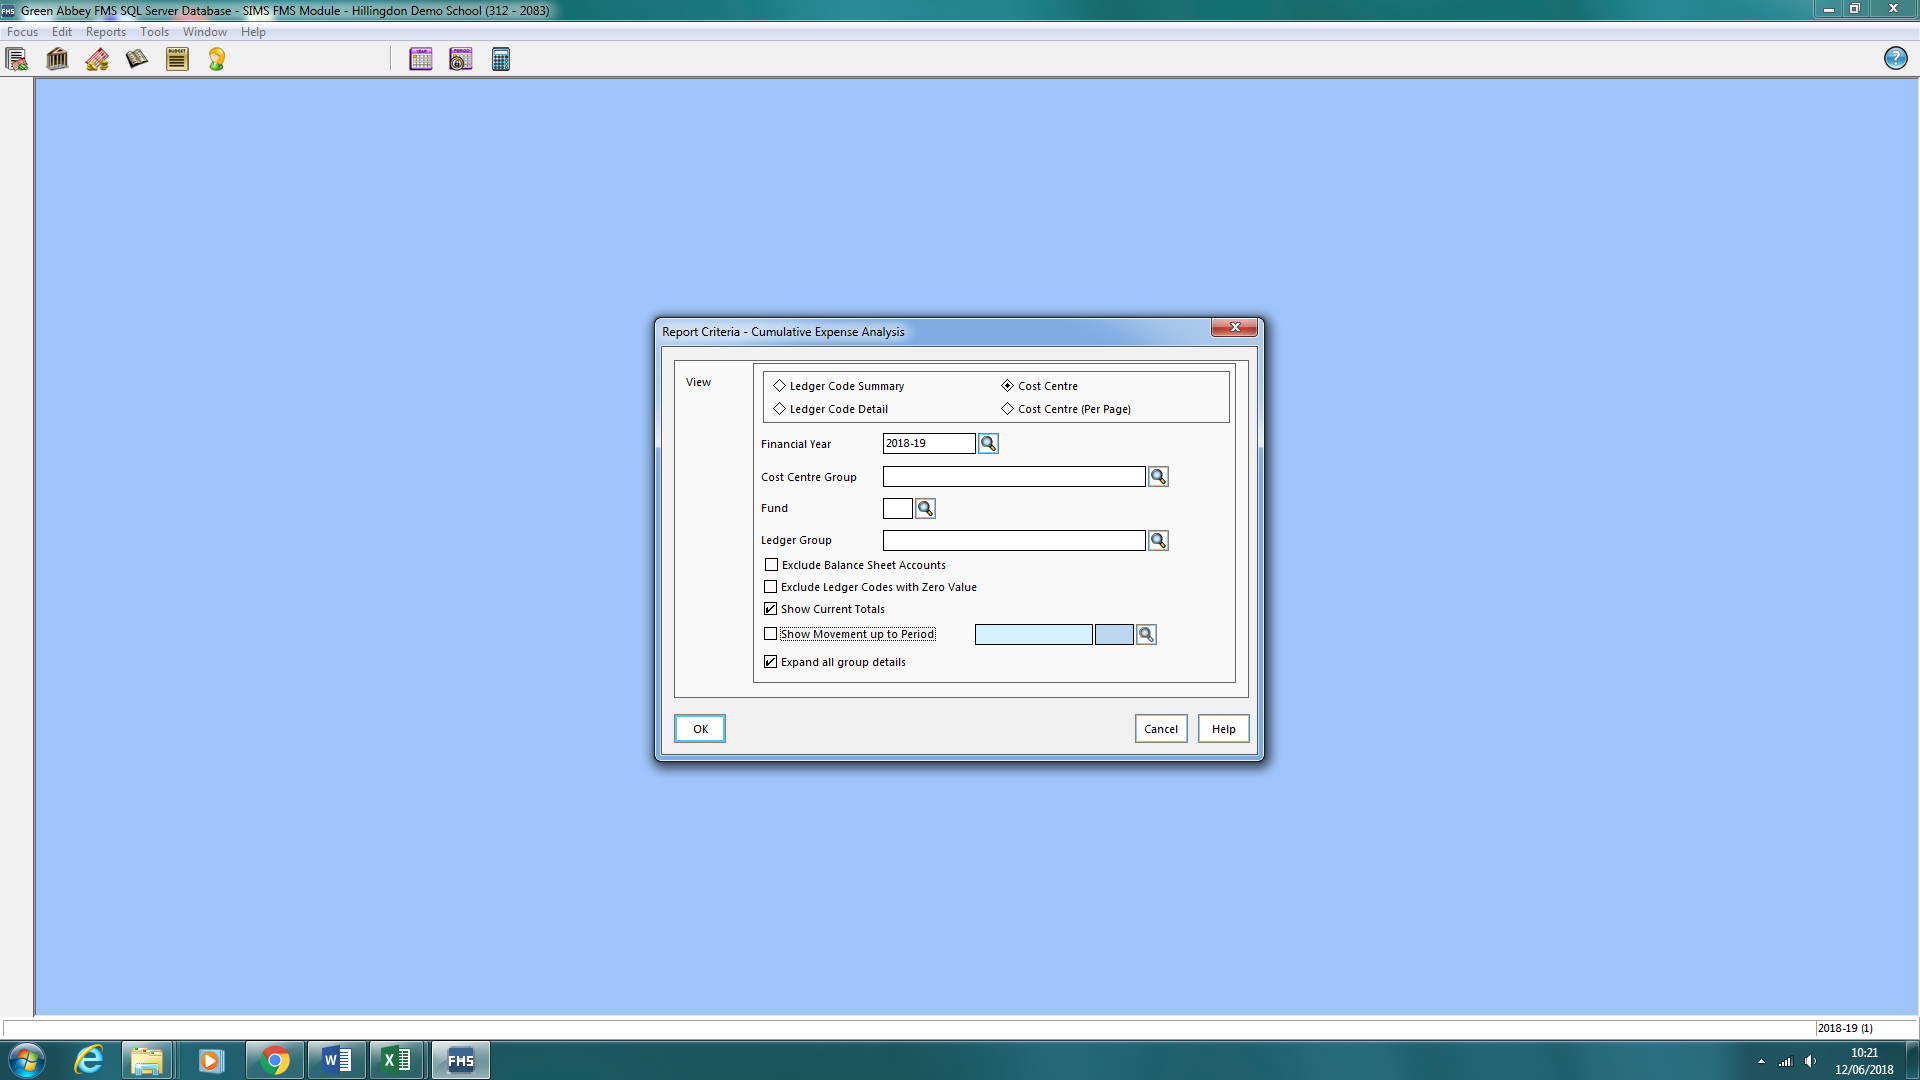 FMS Green Abbey FMS SQL Server Database - SIMS FMS Module - Hillingdon Demo School (312 - 2083)
Focus Edit Reports Tools Window Help
BUDGET YEAR PERIOD
Report Criteria - Cumulative Expense Analysis
View
Ledger Code Summary Cost Centre
Ledger Code Detail Cost Centre (Per Page)
Financial Year 2018-19
Cost Centre Group
Fund
Ledger Group
Exclude Balance Sheet Accounts
Exclude Ledger Codes with Zero Value
Show Current Totals
Show Movement up to Period
Expand all group details
OK Cancel Help
2018-19 (1)
FMS 10:21
12/06/2018